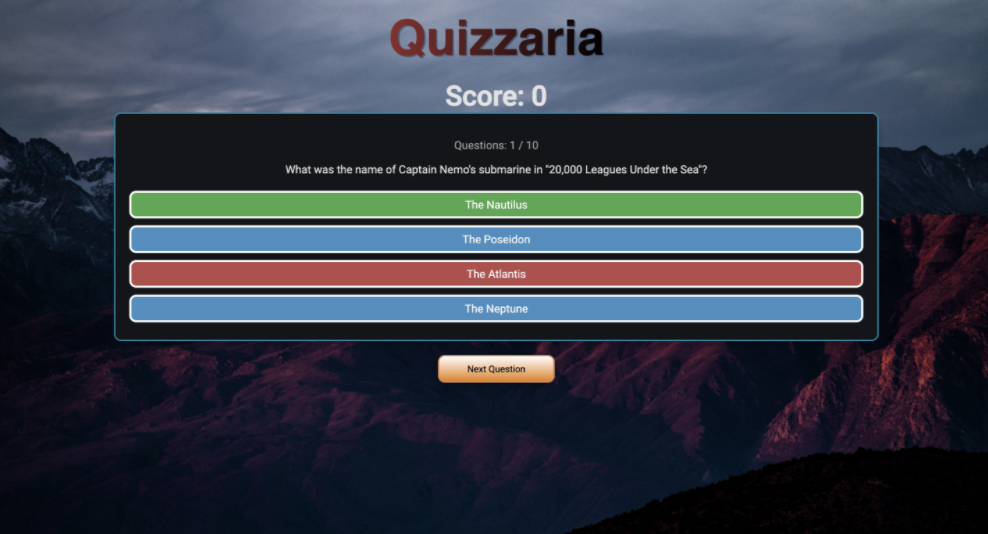 Quizzaria
Score: 0
Questions: 1 / 10
What was the name of Captain Nemo's submarine in "20,000 Leagues Under the Sea"?
The Nautilus
The Poseidon
The Atlantis
The Neptune
Next Question